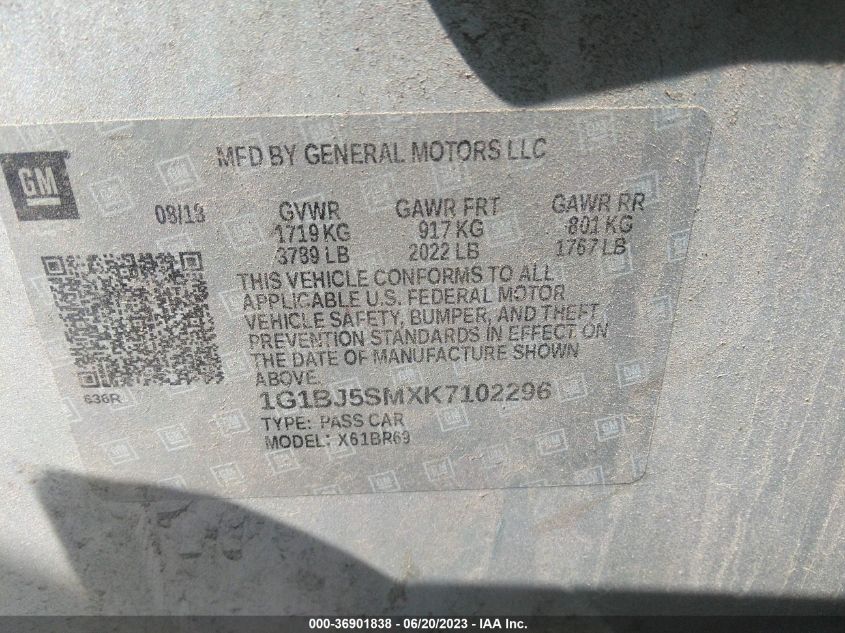 MFD BY GENERAL MOTORS LLC
GM
08/18 GVWR GAWR FRT GAWR RR
1719 KG 917 KG 801 KG
3789 LB 2022 LB 1767 LB
THIS VEHICLE CONFORMS TO ALL
APPLICABLE U.S. FEDERAL MOTOR
VEHICLE SAFETY, BUMPER, AND THEFT
PREVENTION STANDARDS IN EFFECT ON
THE DATE OF MANUFACTURE SHOWN
ABOVE.
636R
1G1BJ5SMXK7102296
TYPE: PASS CAR
MODEL: X61BR69
000-36901838 - 06/20/2023 - IAA Inc.